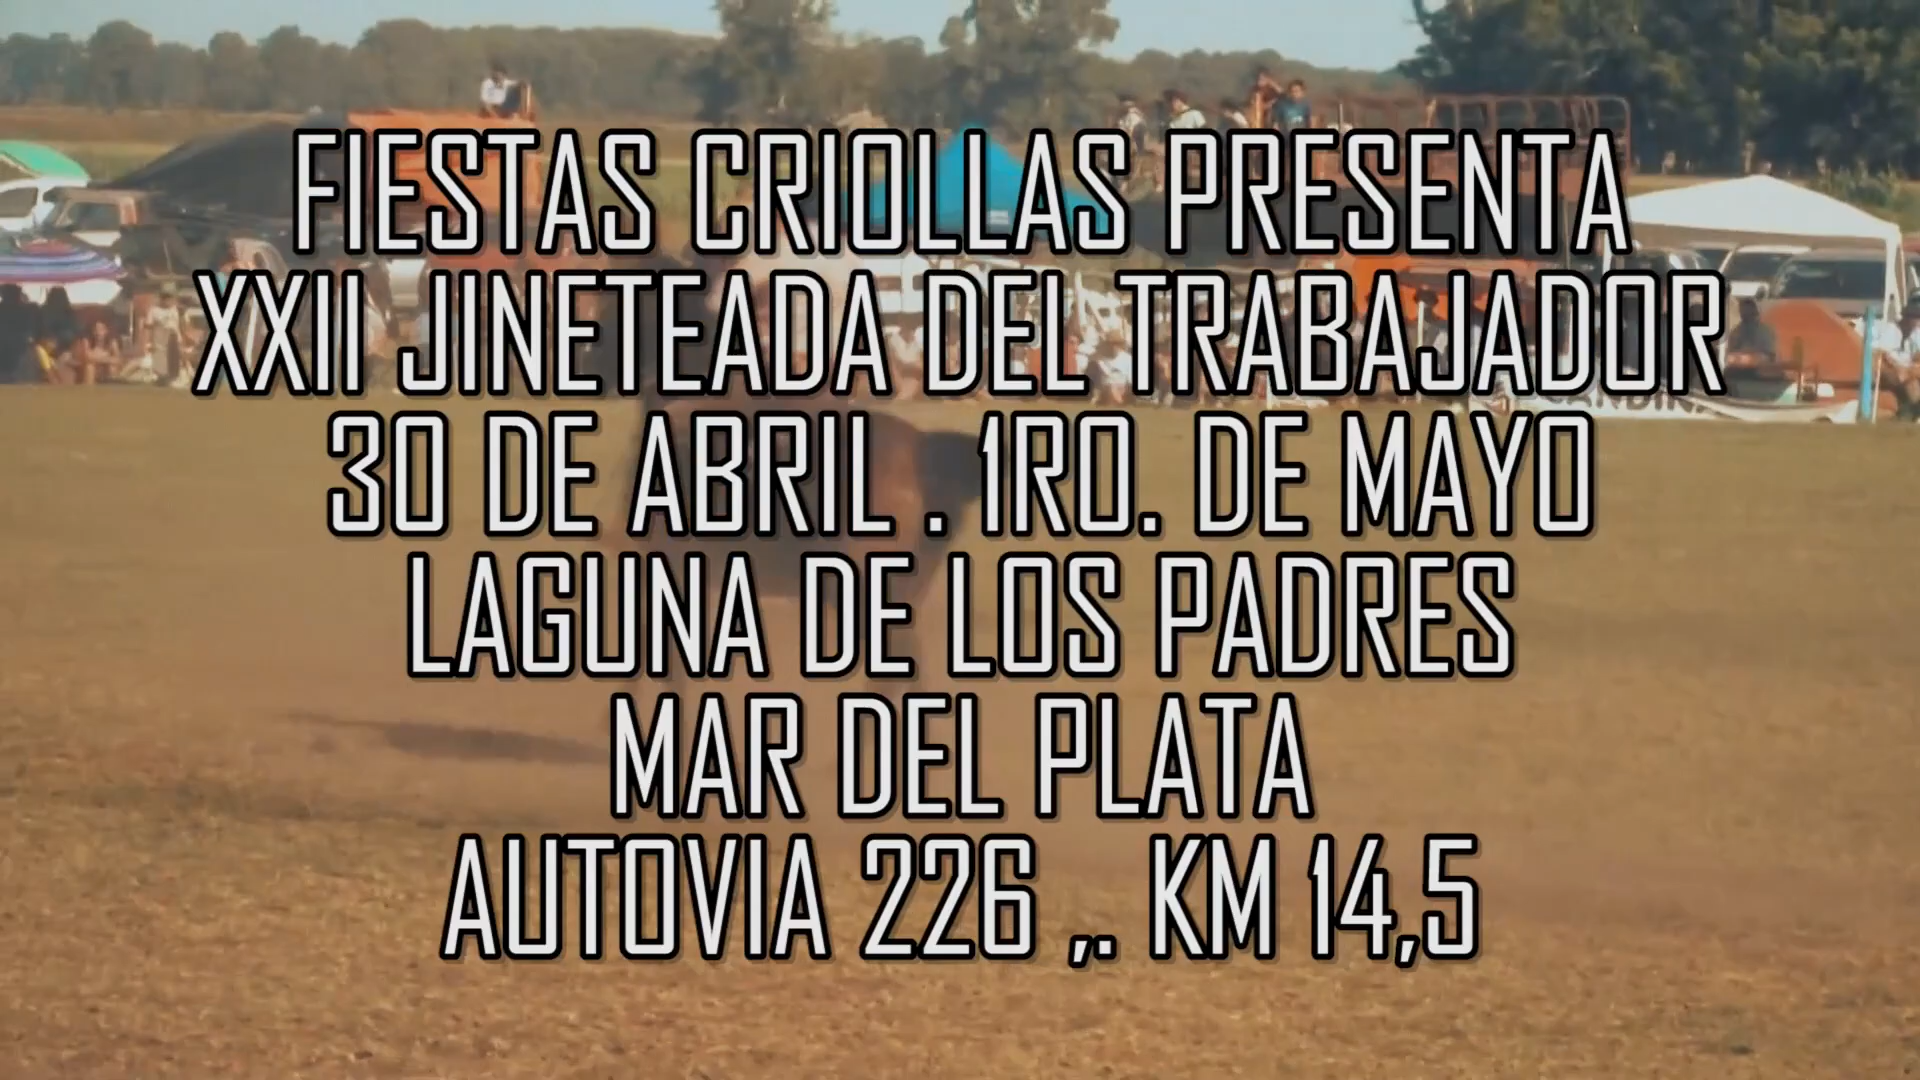 FIESTAS CRIOLLAS PRESENTA
XXII JINETEADA DEL TRABAJADOR
30 DE ABRIL . 1RO. DE MAYO
LAGUNA DE LOS PADRES
MAR DEL PLATA
AUTOVIA 226 ,. KM 14,5